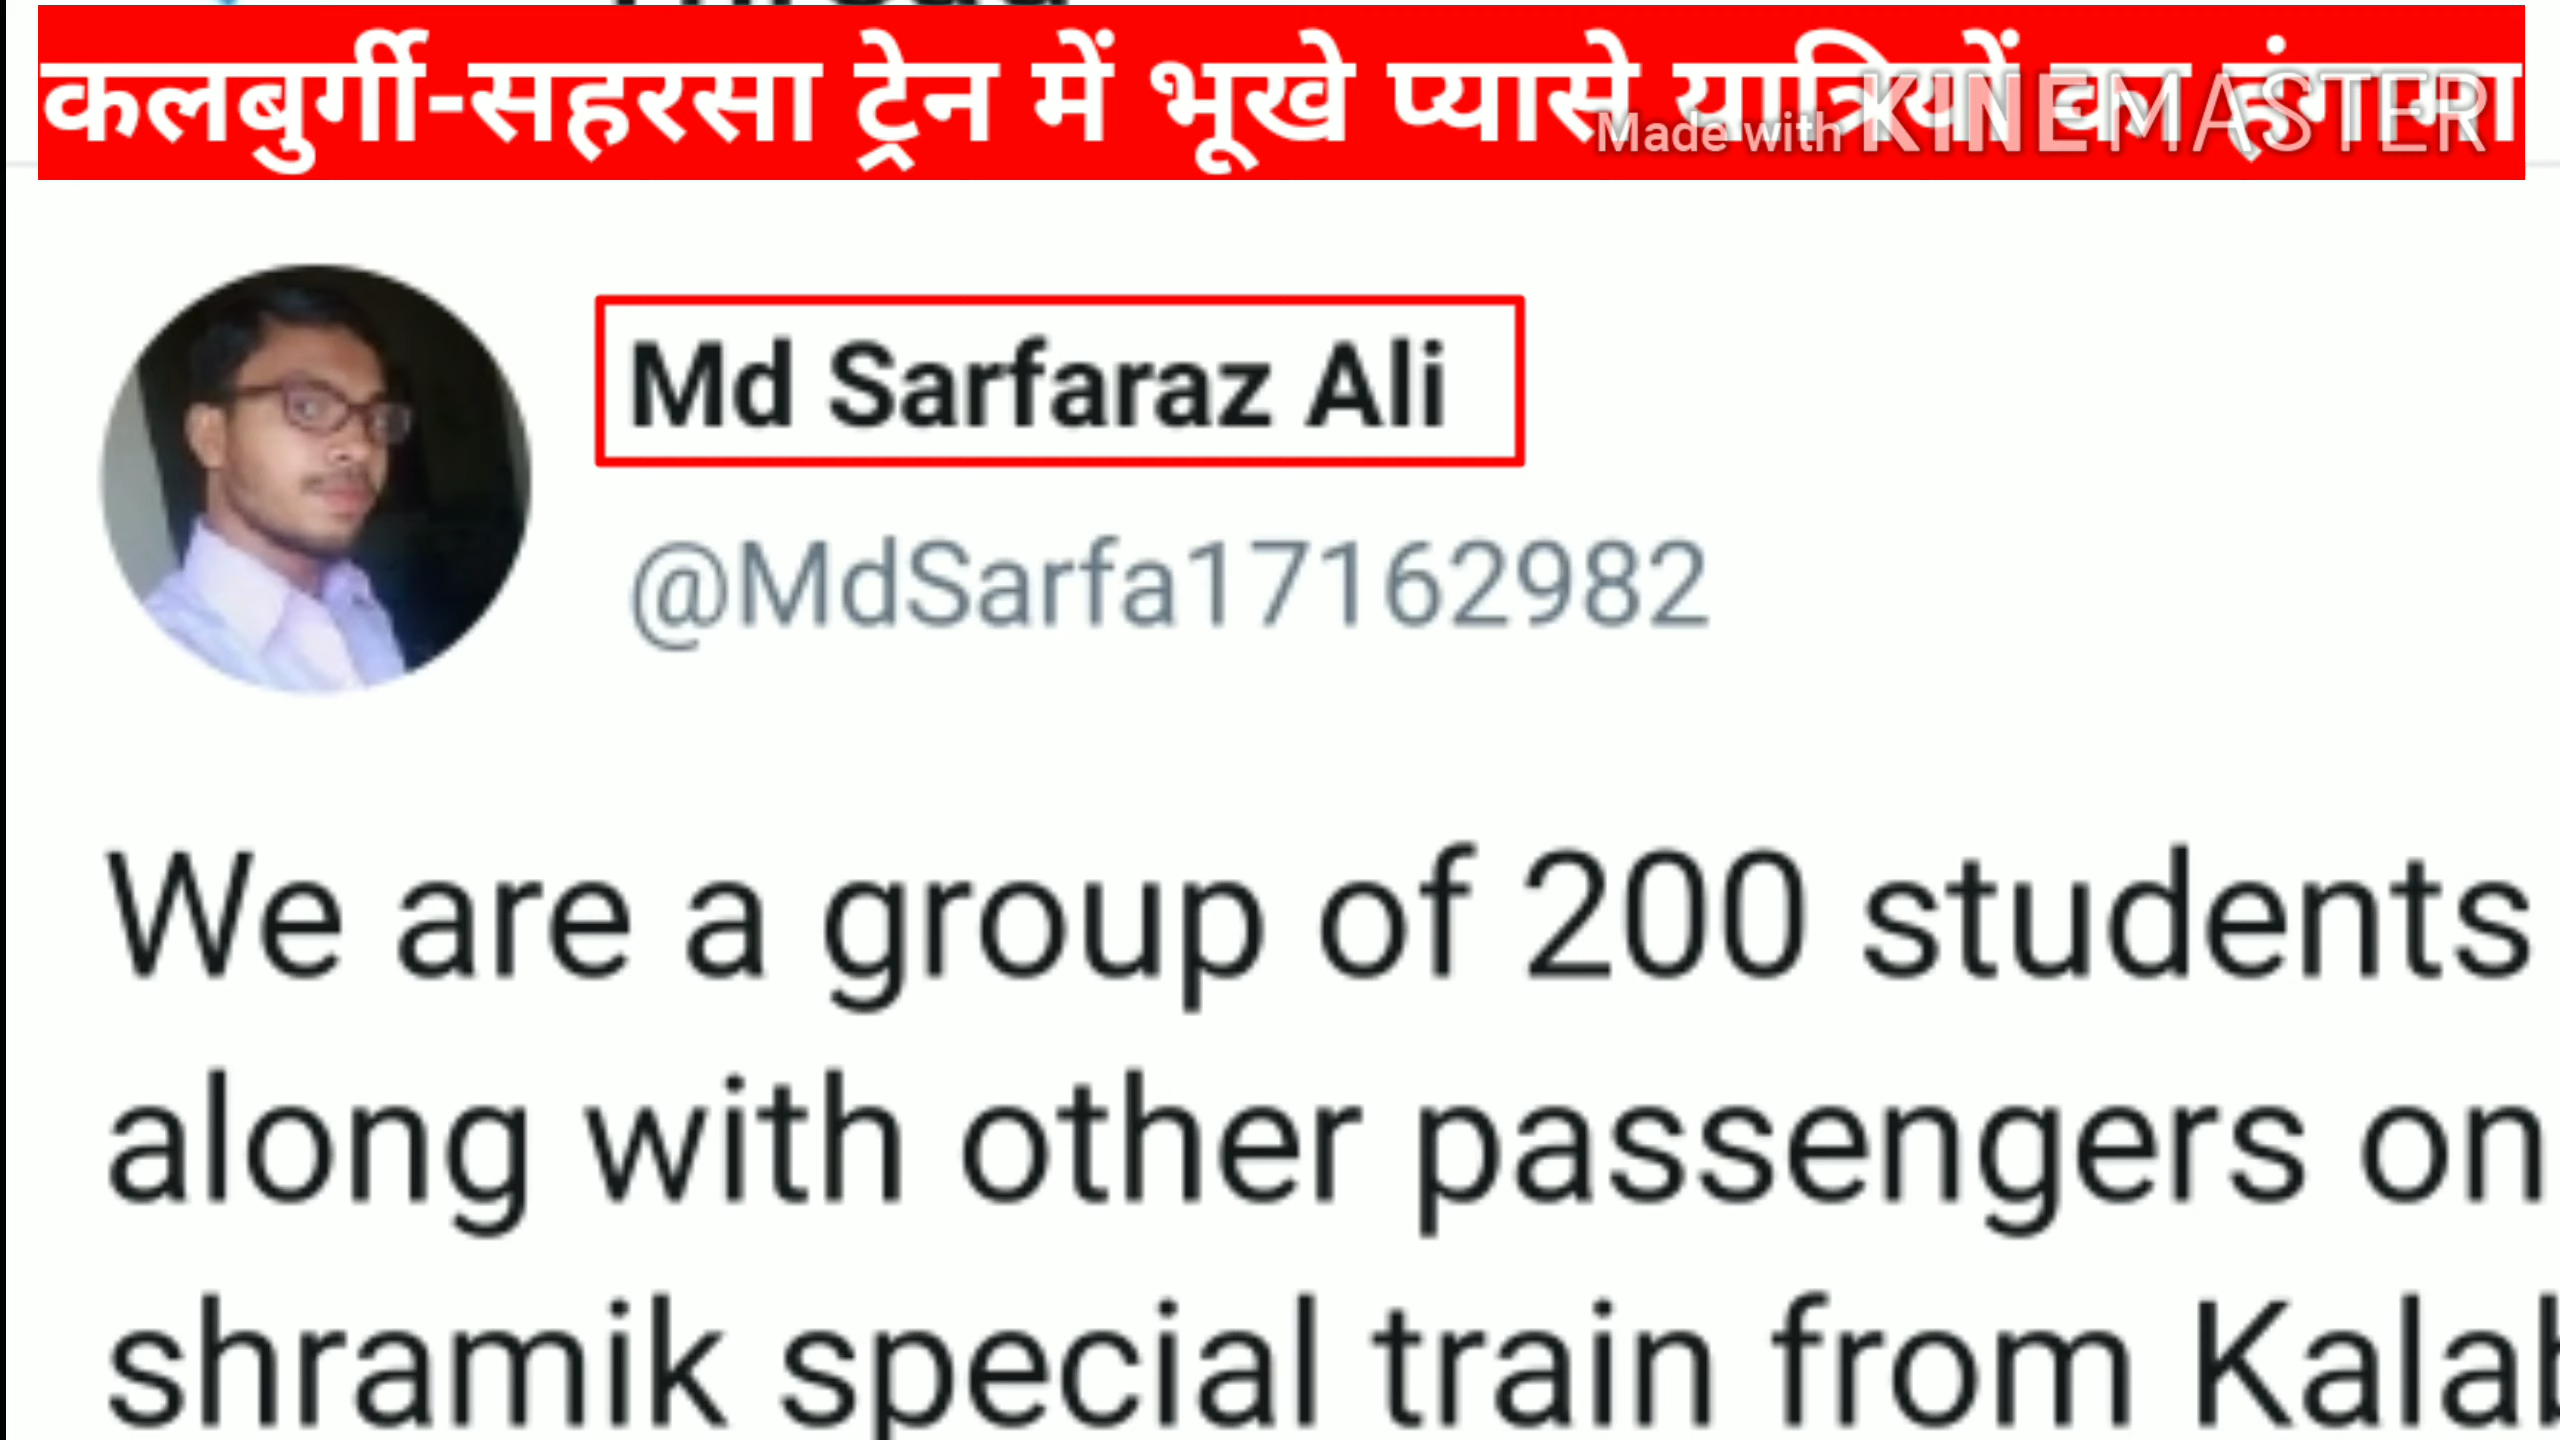 कलबुर्गी-सहरसा ट्रेन में भूखे प्यासे यात्रियों का हंगामा
Made with KINEMASTER
Md Sarfaraz Ali
@MdSarfa17162982
We are a group of 200 students
along with other passengers on
shramik special train from Kalab